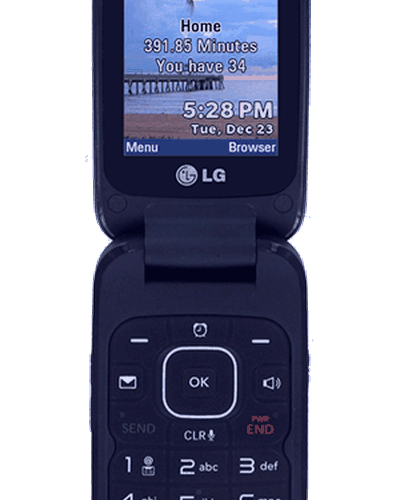 Home
391.85 Minutes
You have 34
5:28 PM
Tue, Dec 23
Menu Browser
LG
OK
SEND
PWR
END
CLR
1 @ 2 abc 3 def